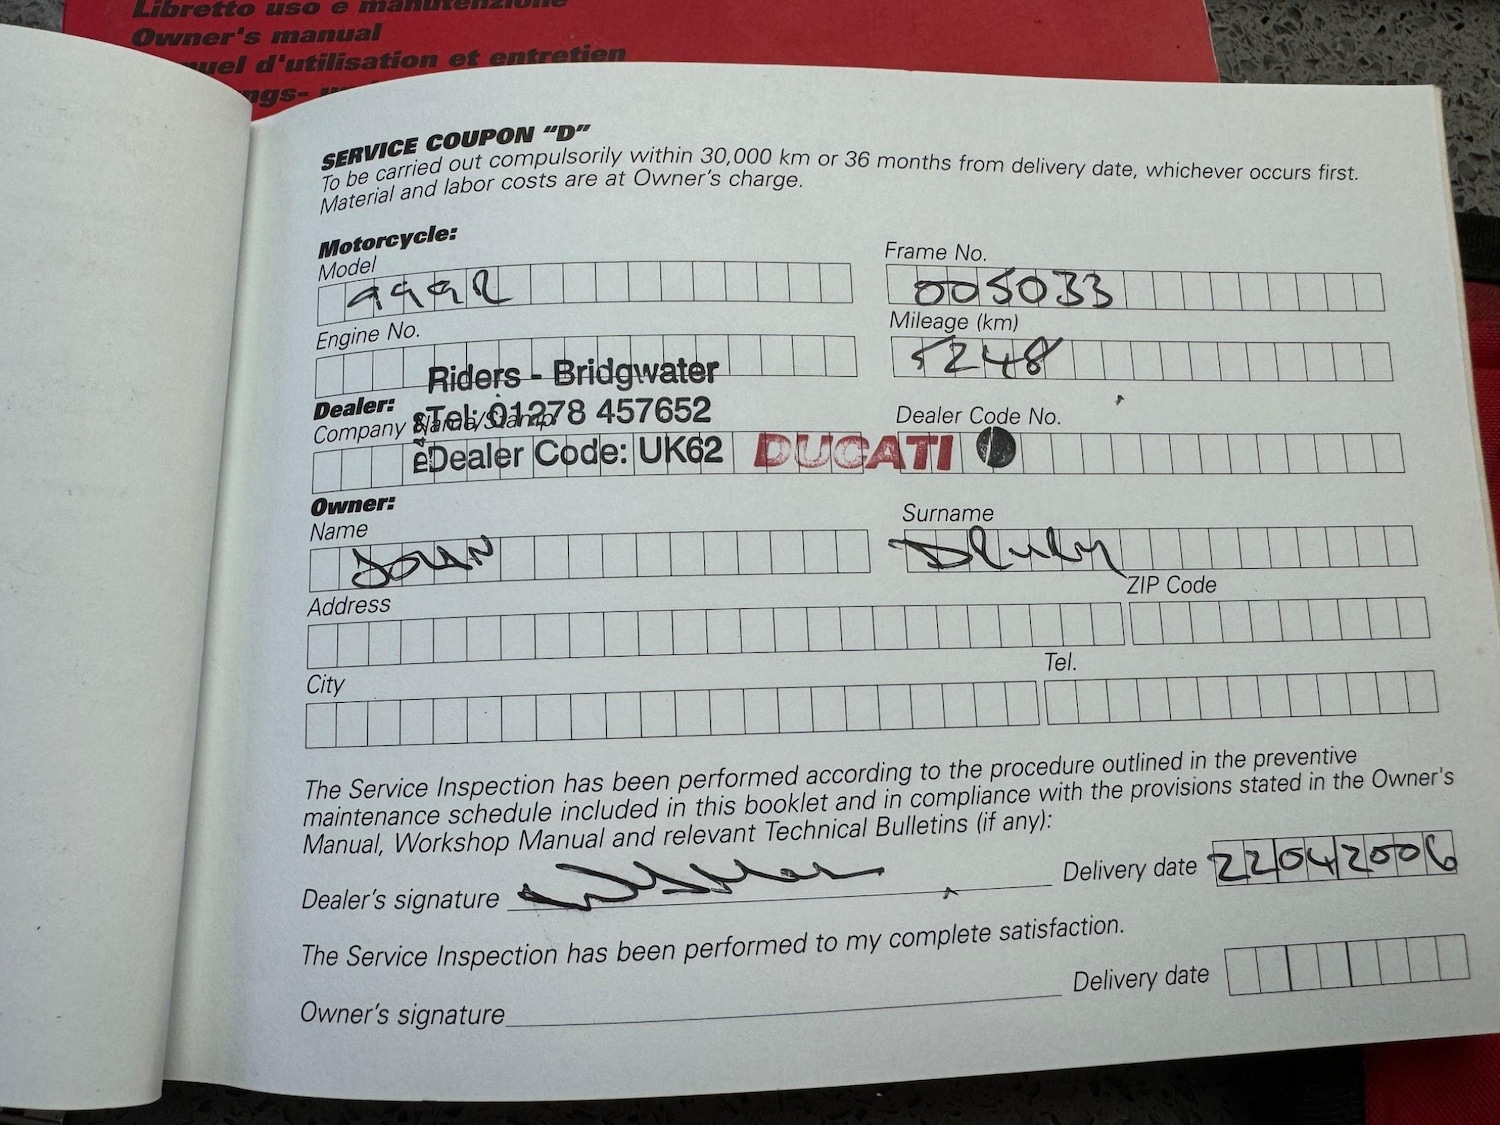 Libretto uso e manutenzione
Owner's manual
uel d'utilisation et entretien
ngs-
SERVICE COUPON "D"
To be carried out compulsorily within 30,000 km or 36 months from delivery date, whichever occurs first.
Material and labor costs are at Owner's charge.
Motorcycle:
Model
999R
Frame No.
005033
Engine No.
Mileage (km)
5248
Riders - Bridgwater
Dealer:
Tel: 01278 457652
Company Name/Stamp
Dealer Code No.
Dealer Code: UK62
DUCATI
Owner:
Name
JOHN
Surname
Address
ZIP Code
City
Tel.
The Service Inspection has been performed according to the procedure outlined in the preventive
maintenance schedule included in this booklet and in compliance with the provisions stated in the Owner's
Manual, Workshop Manual and relevant Technical Bulletins (if any):
Dealer's signature
Delivery date 22042006
The Service Inspection has been performed to my complete satisfaction.
Owner's signature
Delivery date